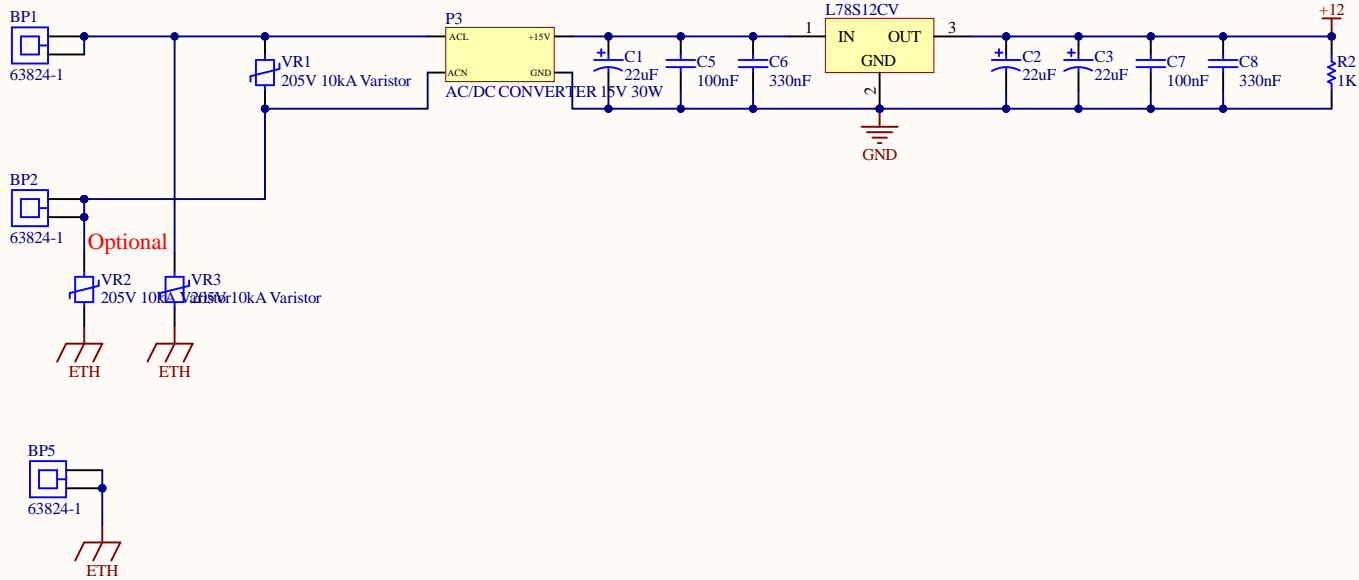 BP1
63824-1
VR1
205V 10kA Varistor
P3
ACL
+15V
ACN
GND
AC/DC CONVERTER 15V 30W
C1
22uF
C5
100nF
C6
330nF
L78S12CV
1
IN
OUT
3
GND
2
GND
C2
22uF
C3
22uF
C7
100nF
C8
330nF
+12
R2
1K
BP2
63824-1
Optional
VR2
205V 10kA Varistor
VR3
205V 10kA Varistor
ETH
ETH
BP5
63824-1
ETH